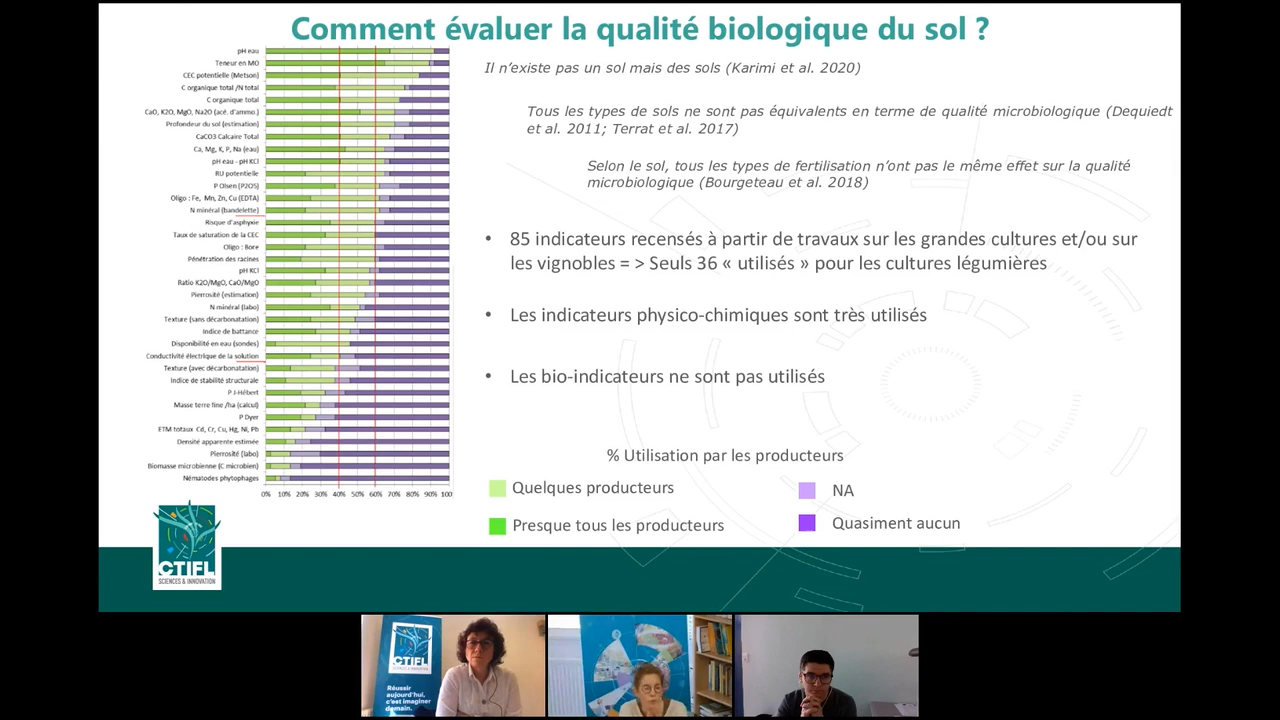 Comment évaluer la qualité biologique du sol ?
pH eau
Teneur en MO
CEC potentielle (Metson)
C organique total /N total
C organique total
CaO, K2O, MgO, Na2O (acé. d'ammo.)
Profondeur du sol (estimation)
CaCO3 Calcaire Total
Ca, Mg, K, P, Na (eau)
pH eau - pH KCl
RU potentielle
P Olsen (P2O5)
Oligo : Fe, Mn, Zn, Cu (EDTA)
N minéral (bandelette)
Risque d'asphyxie
Taux de saturation de la CEC
Oligo : Bore
Pénétration des racines
pH KCl
Ratio K2O/MgO, CaO/MgO
Pierrosité (estimation)
N minéral (labo)
Texture (sans décarbonatation)
Indice de battance
Disponibilité en eau (sondes)
Conductivité électrique de la solution
Texture (avec décarbonatation)
Indice de stabilité structurale
P J-Hébert
Masse terre fine /ha (calcul)
P Dyer
ETM totaux Cd, Cr, Cu, Hg, Ni, Pb
Densité apparente estimée
Pierrosité (labo)
Biomasse microbienne (C microbien)
Nématodes phytophages
0% 10% 20% 30% 40% 50% 60% 70% 80% 90% 100
Il n'existe pas un sol mais des sols (Karimi et al. 2020)
Tous les types de sols ne sont pas équivalents en terme de qualité microbiologique (Dequiedt
et al. 2011; Terrat et al. 2017)
Selon le sol, tous les types de fertilisation n'ont pas le même effet sur la qualité
microbiologique (Bourgeteau et al. 2018)
• 85 indicateurs recensés à partir de travaux sur les grandes cultures et/ou sur
les vignobles = > Seuls 36 « utilisés » pour les cultures légumières
• Les indicateurs physico-chimiques sont très utilisés
• Les bio-indicateurs ne sont pas utilisés
% Utilisation par les producteurs
Quelques producteurs
NA
Presque tous les producteurs
Quasiment aucun
CTIFL
SCIENCES & INNOVATION
CTIFL
SCIENCES & INNOVATION
Réussir
aujourd'hui,
c'est imaginer
demain.